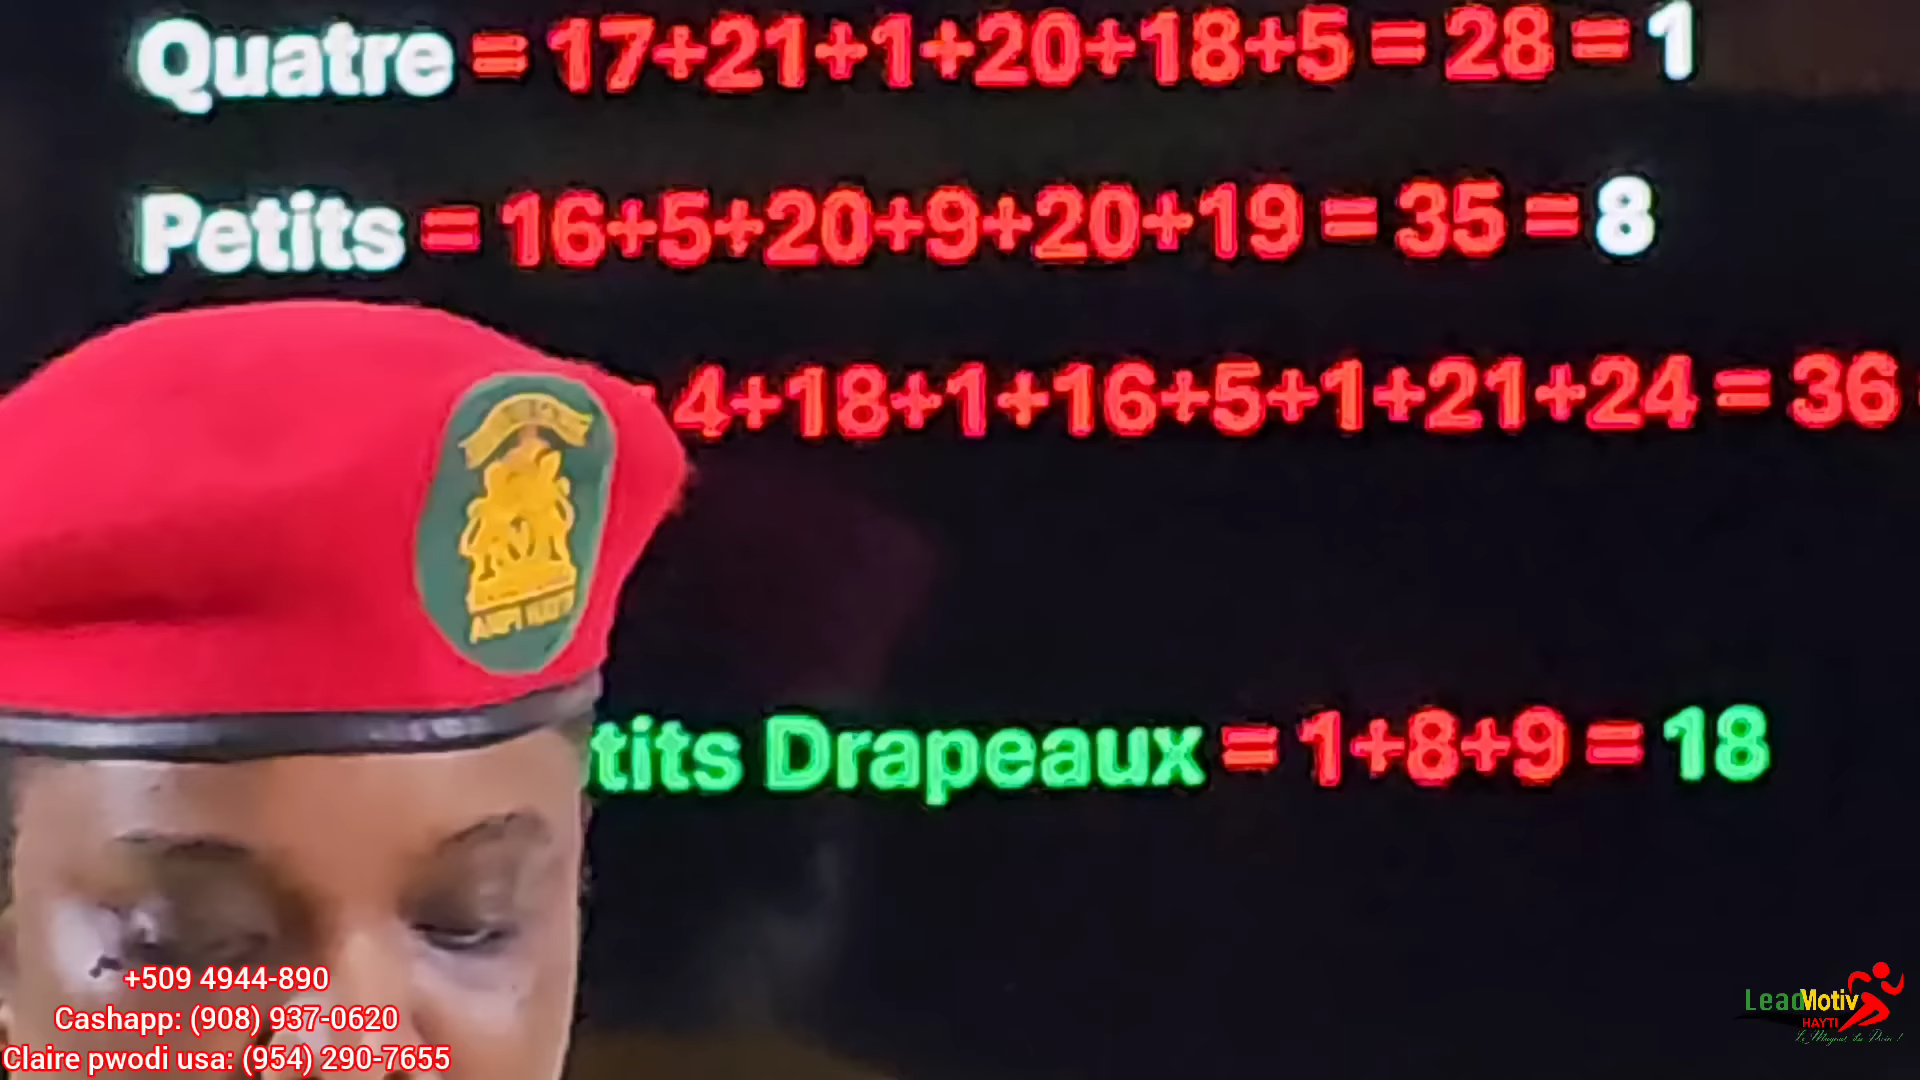 Quatre = 17+21+1+20+18+5 = 28 = 1
Petits = 16+5+20+9+20+19 = 35 = 8
4+18+1+16+5+1+21+24 = 36
tits Drapeaux = 1+8+9 = 18
+509 4944-890
Cashapp: (908) 937-0620
Claire pwodi usa: (954) 290-7655
LeadMotiv
HAYTI